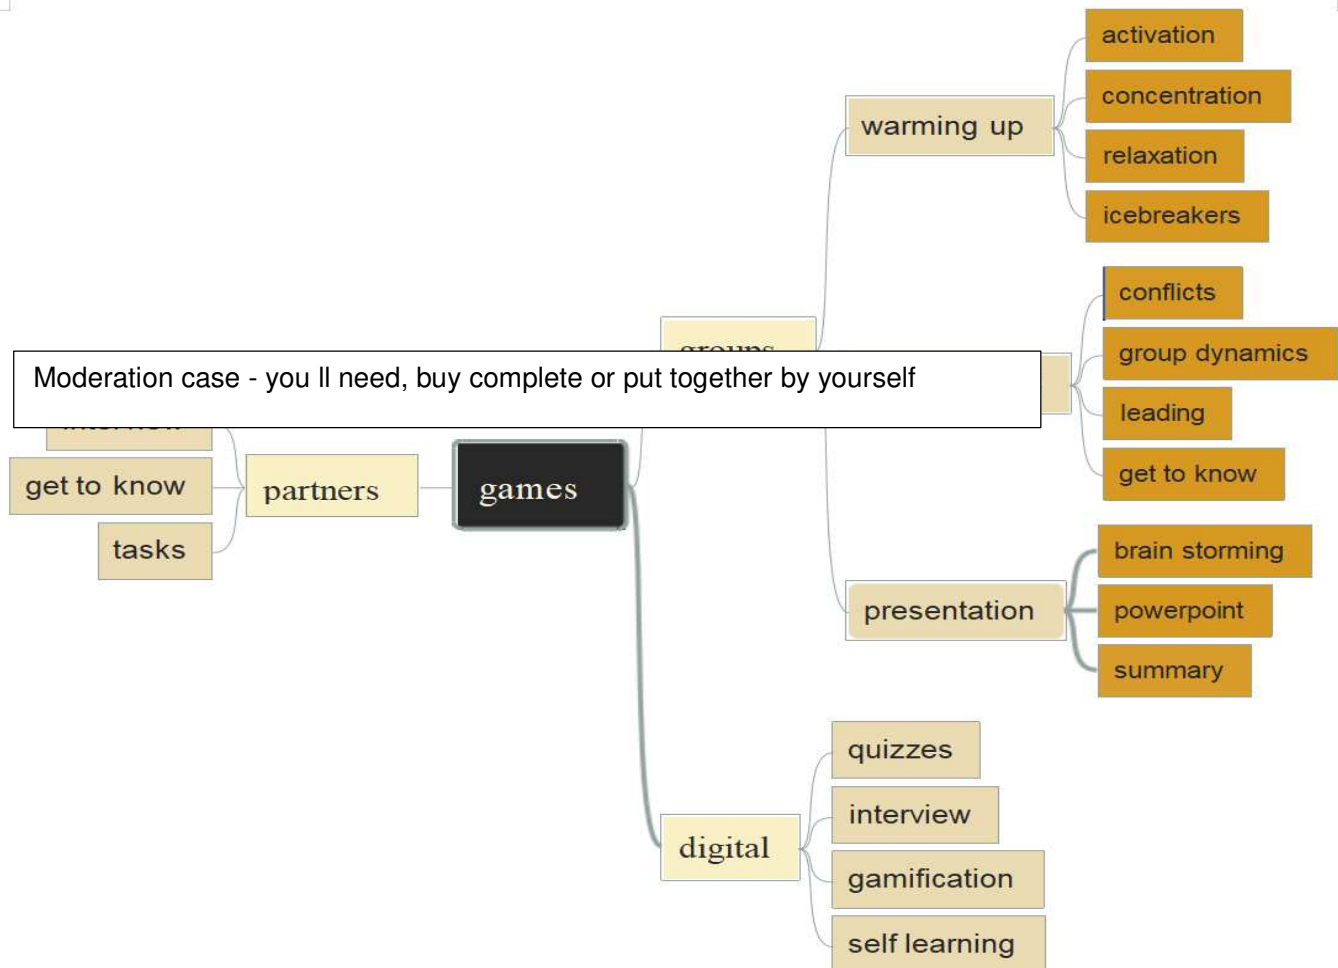 activation
concentration
warming up
relaxation
icebreakers
conflicts
group dynamics
groups
leading
get to know
Moderation case - you ll need, buy complete or put together by yourself
interview
get to know
tasks
partners
games
brain storming
presentation
powerpoint
summary
quizzes
interview
digital
gamification
self learning